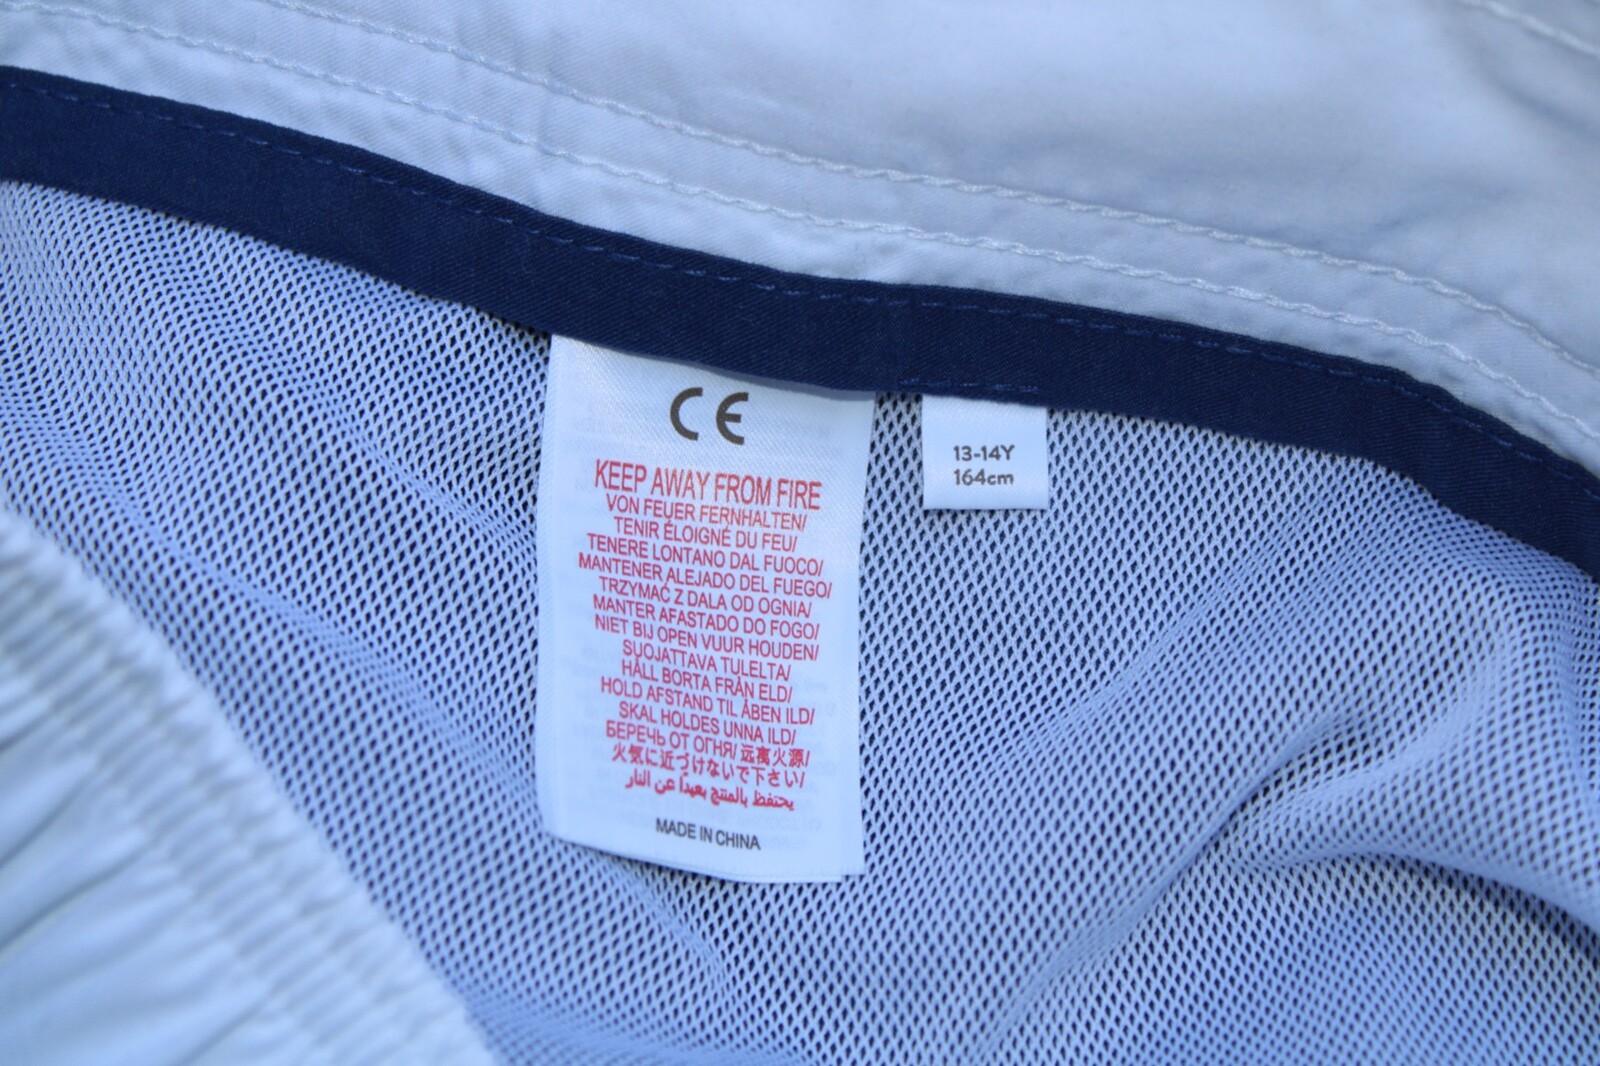 CE
KEEP AWAY FROM FIRE
VON FEUER FERNHALTEN/
TENIR ÉLOIGNÉ DU FEU/
TENERE LONTANO DAL FUOCO/
MANTENER ALEJADO DEL FUEGO/
TRZYMAĆ Z DALA OD OGNIA/
MANTER AFASTADO DO FOGO/
NIET BIJ OPEN VUUR HOUDEN/
SUOJATTAVA TULELTA/
HÅLL BORTA FRÅN ELD/
HOLD AFSTAND TIL ÅBEN ILD/
SKAL HOLDES UNNA ILD/
БЕРЕЧЬ ОТ ОГНЯ/ 远离火源/
火気に近づけないで下さい/
يحتفظ بالمنتج بعيداً عن النار
MADE IN CHINA
13-14Y
164cm